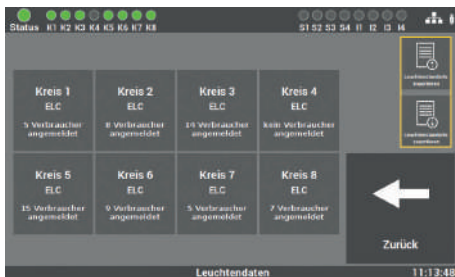 Status K1 K2 K3 K4 K5 K6 K7 K8 S1 S2 S3 S4 I1 I2 I3 I4
Kreis 1
ELC
5 Verbraucher
angemeldet
Kreis 2
ELC
8 Verbraucher
angemeldet
Kreis 3
ELC
14 Verbraucher
angemeldet
Kreis 4
ELC
kein Verbraucher
angemeldet
Kreis 5
ELC
15 Verbraucher
angemeldet
Kreis 6
ELC
9 Verbraucher
angemeldet
Kreis 7
ELC
5 Verbraucher
angemeldet
Kreis 8
ELC
7 Verbraucher
angemeldet
Zurück
Leuchtendaten 11:13:48